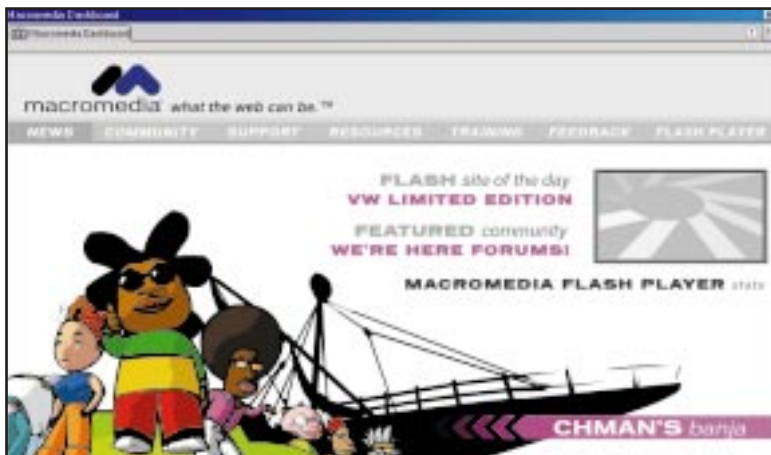 Macromedia Dashboard
Macromedia Dashboard
macromedia what the web can be.™
NEWS COMMUNITY SUPPORT RESOURCES TRAINING FEEDBACK FLASH PLAYER
FLASH site of the day
VW LIMITED EDITION
FEATURED community
WE'RE HERE FORUMS!
MACROMEDIA FLASH PLAYER stats
CHMAN'S banja